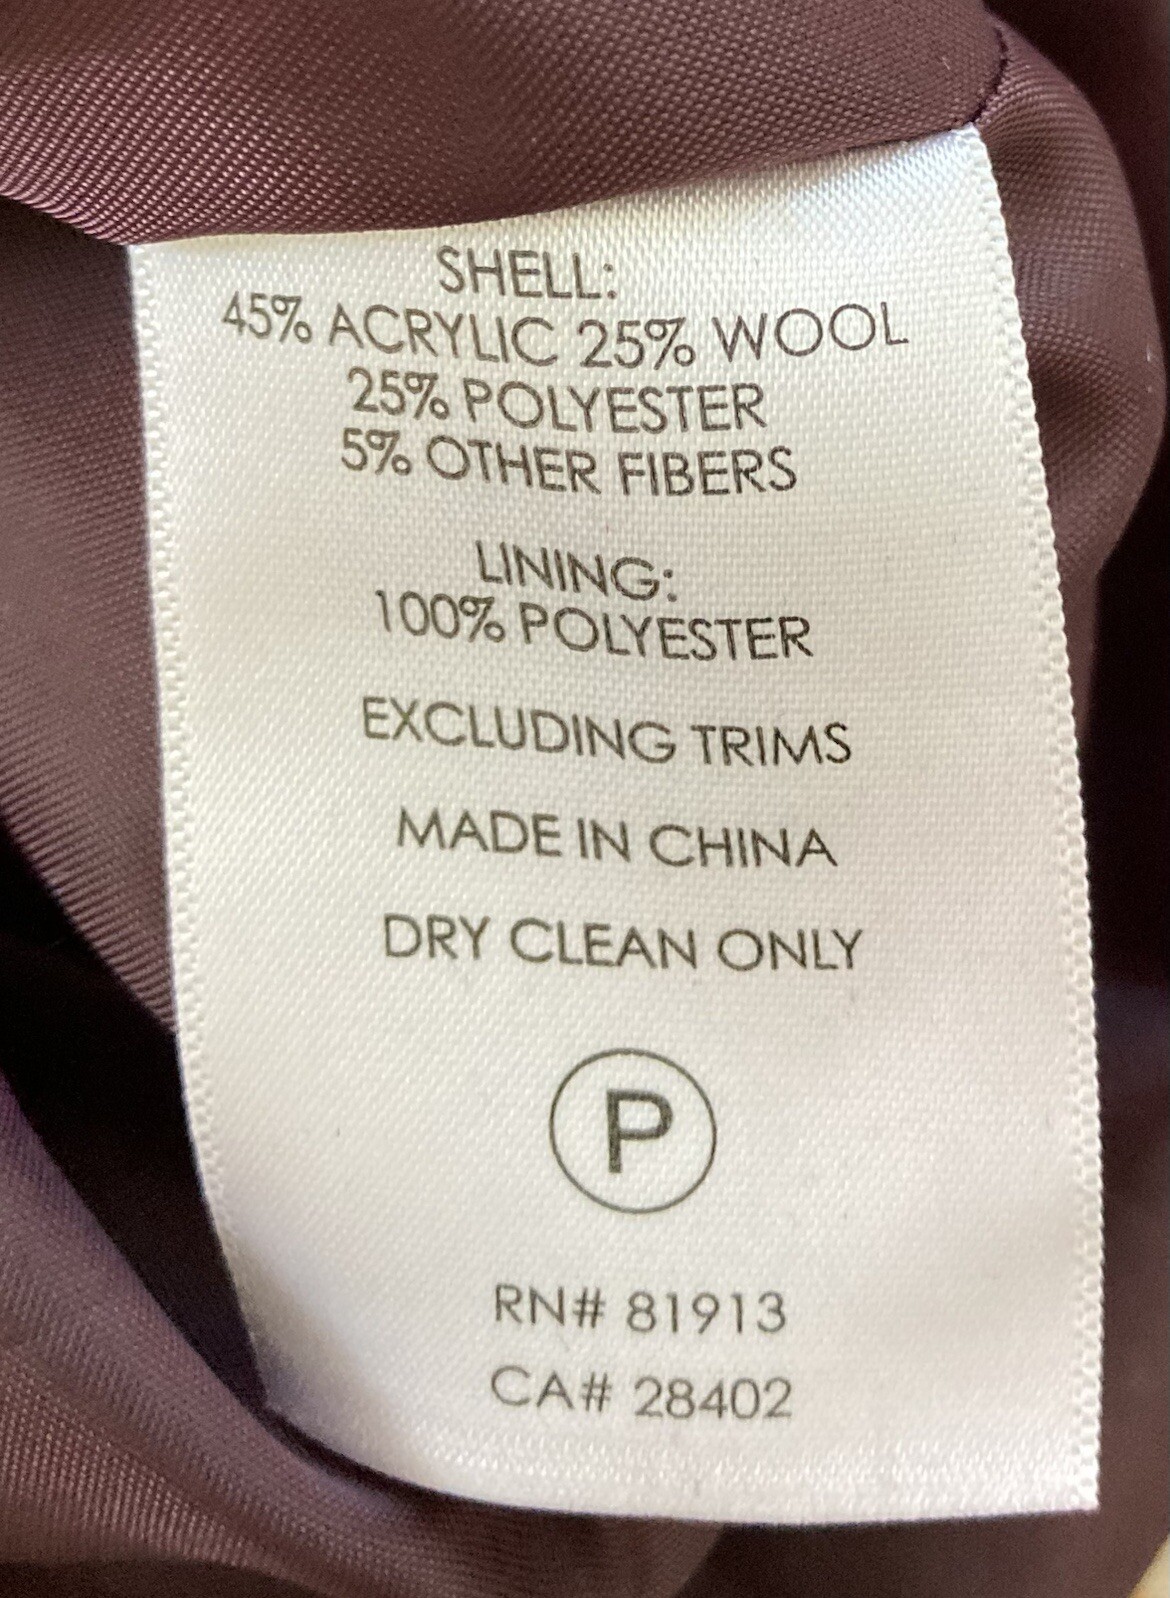 SHELL:
45% ACRYLIC 25% WOOL
25% POLYESTER
5% OTHER FIBERS
LINING:
100% POLYESTER
EXCLUDING TRIMS
MADE IN CHINA
DRY CLEAN ONLY
P
RN# 81913
CA# 28402